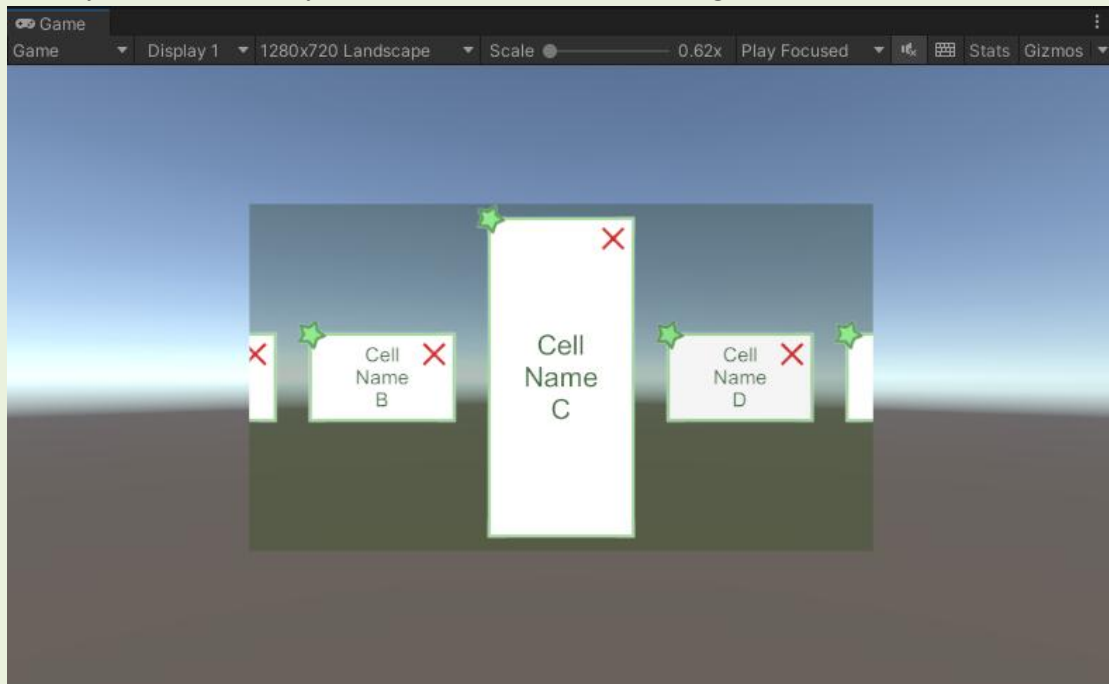 Game
Game Display 1 1280x720 Landscape Scale 0.62x Play Focused Stats Gizmos
Cell
Name
B
Cell
Name
C
Cell
Name
D